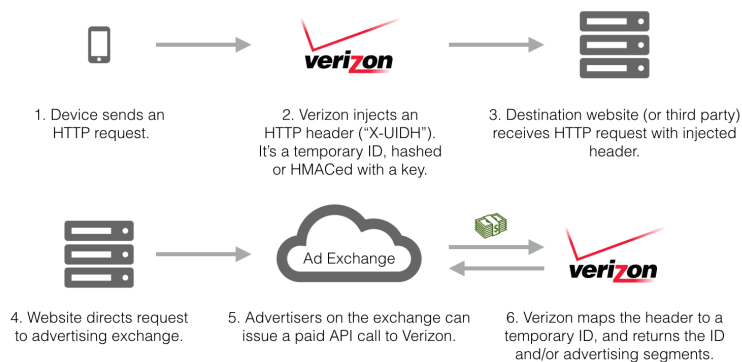 verizon
1. Device sends an
HTTP request.
2. Verizon injects an
HTTP header (“X-UIDH”).
It’s a temporary ID, hashed
or HMACed with a key.
3. Destination website (or third party)
receives HTTP request with injected
header.
Ad Exchange
$
verizon
4. Website directs request
to advertising exchange.
5. Advertisers on the exchange can
issue a paid API call to Verizon.
6. Verizon maps the header to a
temporary ID, and returns the ID
and/or advertising segments.